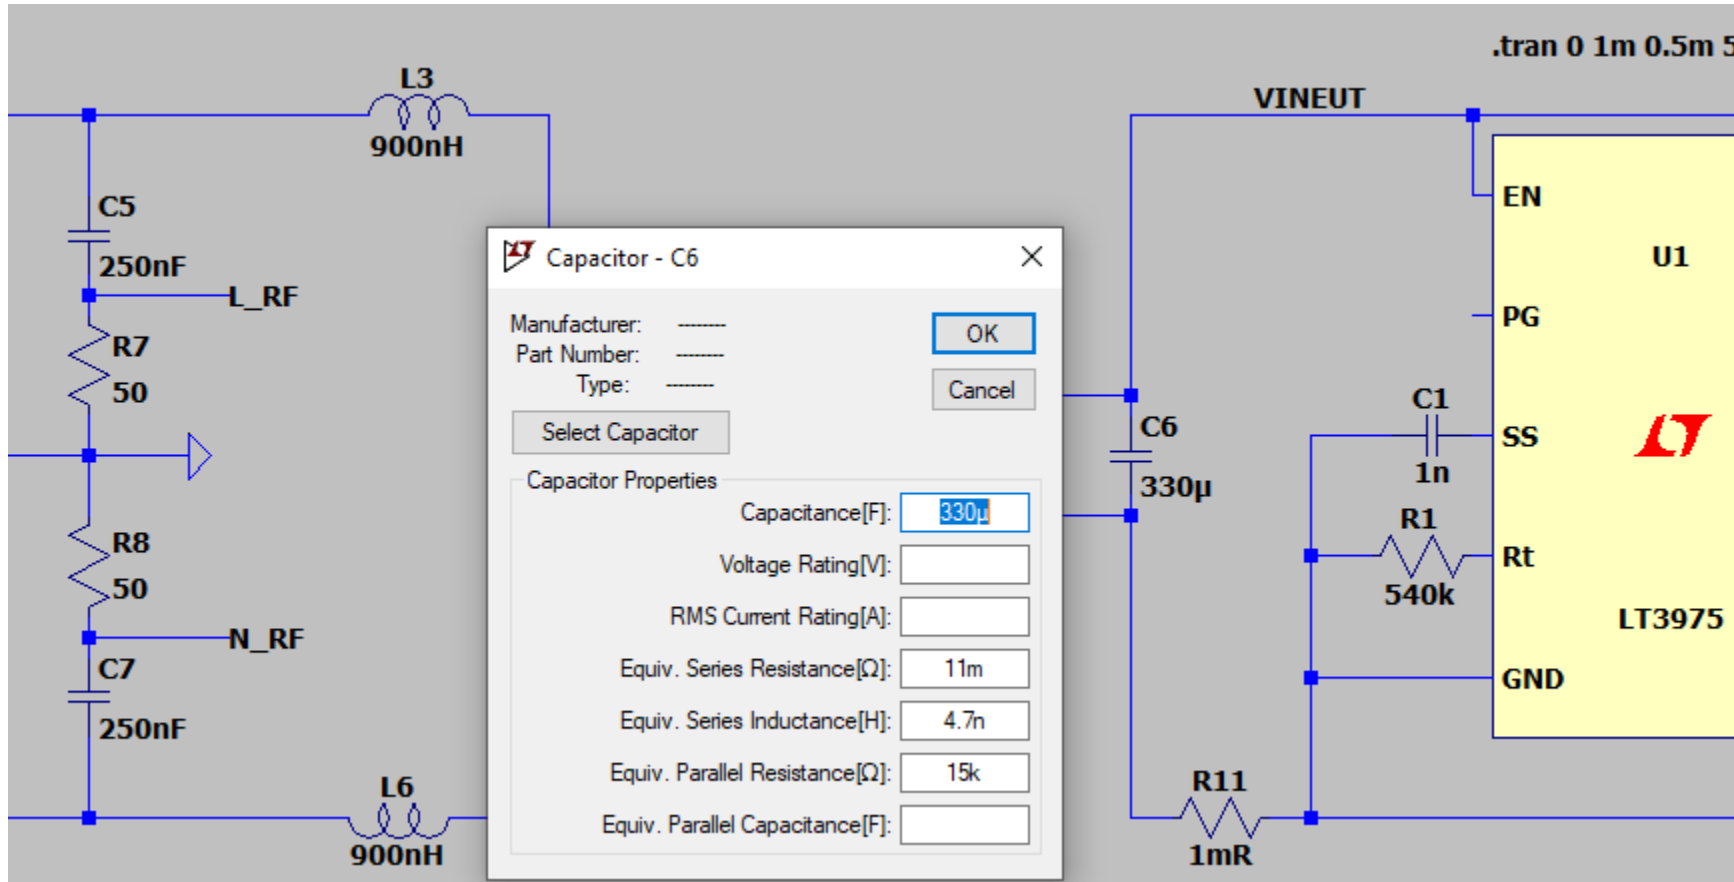 .tran 0 1m 0.5m 5
L3
900nH
VINEUT
C5
250nF
L_RF
R7
50
R8
50
N_RF
C7
250nF
L6
900nH
Capacitor - C6
Manufacturer: --------
Part Number: --------
Type: --------
OK
Cancel
Select Capacitor
Capacitor Properties
Capacitance[F]: 330µ
Voltage Rating[V]:
RMS Current Rating[A]:
Equiv. Series Resistance[Ω]: 11m
Equiv. Series Inductance[H]: 4.7n
Equiv. Parallel Resistance[Ω]: 15k
Equiv. Parallel Capacitance[F]:
C6
330µ
C1
1n
R1
540k
R11
1mR
EN
U1
PG
SS
Rt
LT3975
GND